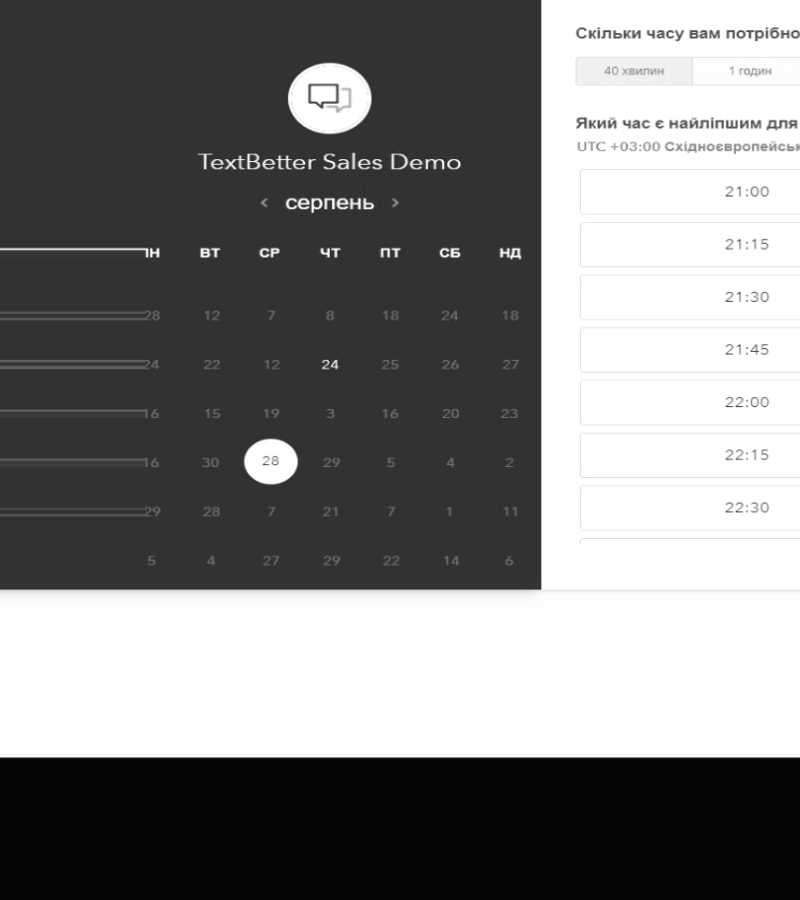 TextBetter Sales Demo
серпень
ПН ВТ СР ЧТ ПТ СБ НД
28 12 7 8 18 24 18
24 22 12 24 25 26 27
16 15 19 3 16 20 23
16 30 28 29 5 4 2
29 28 7 21 7 1 11
5 4 27 29 22 14 6
Скільки часу вам потрібно
40 хвилин 1 годин
Який час є найліпшим для
UTC +03:00 Східноєвропейськ
21:00
21:15
21:30
21:45
22:00
22:15
22:30